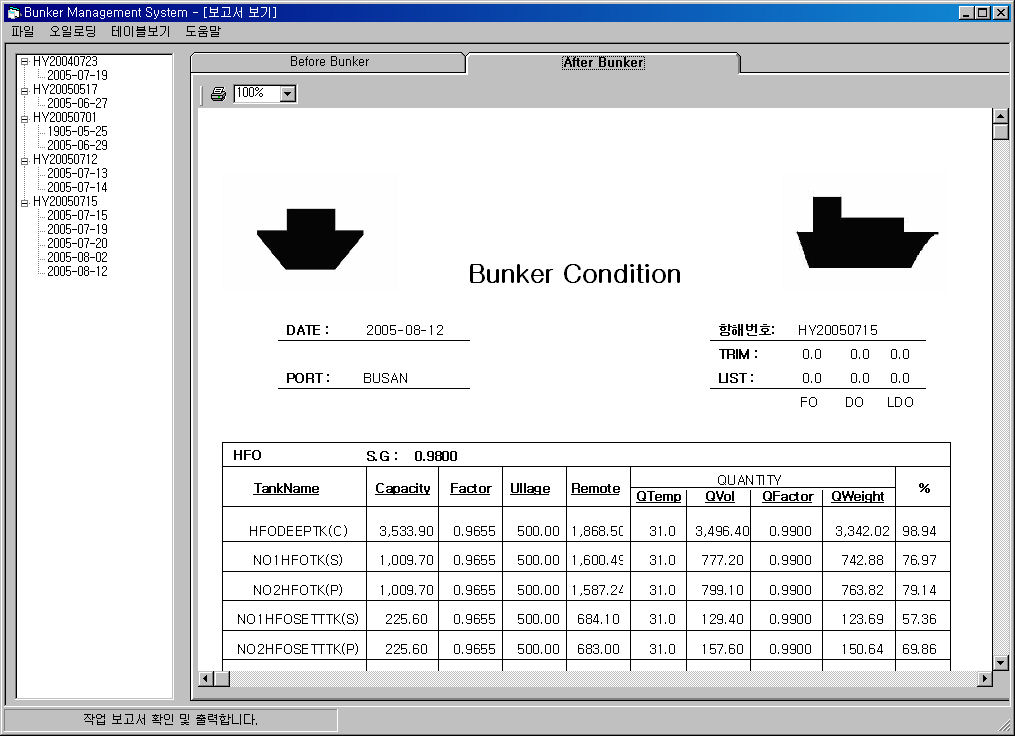 Bunker Management System - [보고서 보기]
파일 오일로딩 테이블보기 도움말
HY20040723
2005-07-19
HY20050517
2005-06-27
HY20050701
1905-05-25
2005-06-29
HY20050712
2005-07-13
2005-07-14
HY20050715
2005-07-15
2005-07-19
2005-07-20
2005-08-02
2005-08-12
Before Bunker After Bunker
100%
Bunker Condition
DATE : 2005-08-12 항해번호: HY20050715
TRIM : 0.0 0.0 0.0
PORT : BUSAN LIST : 0.0 0.0 0.0
FO DO LDO
HFO S.G : 0.9800
QUANTITY
TankName Capacity Factor Ullage Remote QTemp QVol QFactor QWeight %
HFODEEPTK(C) 3,533.90 0.9655 500.00 1,868.50 31.0 3,496.40 0.9900 3,342.02 98.94
NO1HFOTK(S) 1,009.70 0.9655 500.00 1,600.49 31.0 777.20 0.9900 742.88 76.97
NO2HFOTK(P) 1,009.70 0.9655 500.00 1,587.24 31.0 799.10 0.9900 763.82 79.14
NO1HFOSETTTK(S) 225.60 0.9655 500.00 684.10 31.0 129.40 0.9900 123.69 57.36
NO2HFOSETTTK(P) 225.60 0.9655 500.00 683.00 31.0 157.60 0.9900 150.64 69.86
작업 보고서 확인 및 출력합니다.